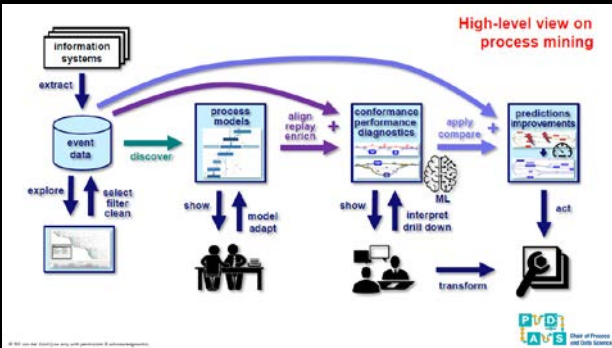 High-level view on
process mining
information
systems
extract
event
data
explore
select
filter
clean
discover
process
models
show
model
adapt
align
replay
enrich
+
conformance
performance
diagnostics
ML
show
interpret
drill down
apply
compare
+
predictions
improvements
act
transform
PADS
Chair of Process
and Data Science